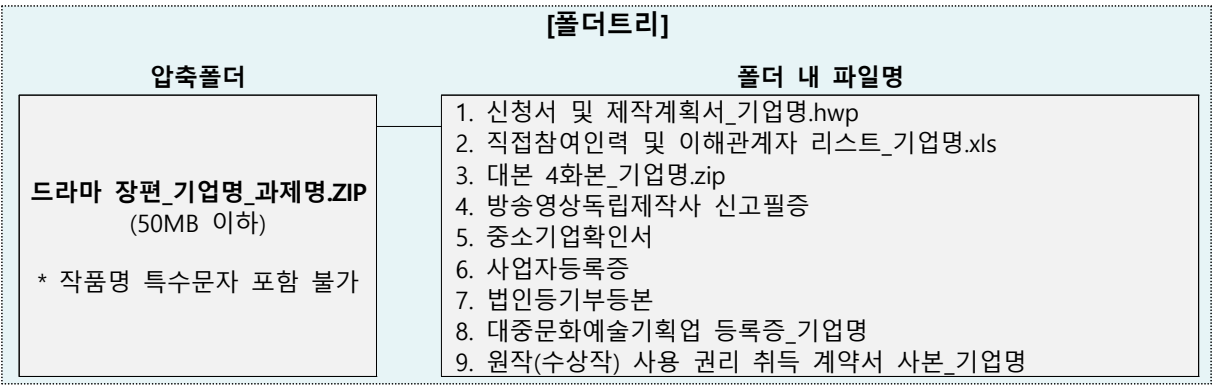 [폴더트리]
압축폴더
폴더 내 파일명
드라마 장편_기업명_과제명.ZIP
(50MB 이하)
* 작품명 특수문자 포함 불가
1. 신청서 및 제작계획서_기업명.hwp
2. 직접참여인력 및 이해관계자 리스트_기업명.xls
3. 대본 4화본_기업명.zip
4. 방송영상독립제작사 신고필증
5. 중소기업확인서
6. 사업자등록증
7. 법인등기부등본
8. 대중문화예술기획업 등록증_기업명
9. 원작(수상작) 사용 권리 취득 계약서 사본_기업명